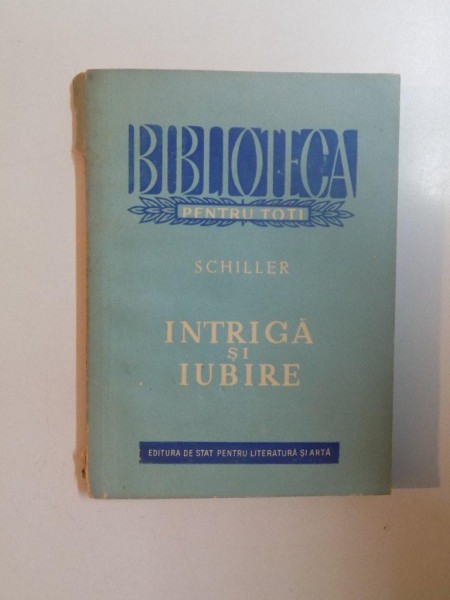 BIBLIOTECA
PENTRU TOȚI
SCHILLER
INTRIGĂ
ȘI
IUBIRE
EDITURA DE STAT PENTRU LITERATURĂ ȘI ARTĂ